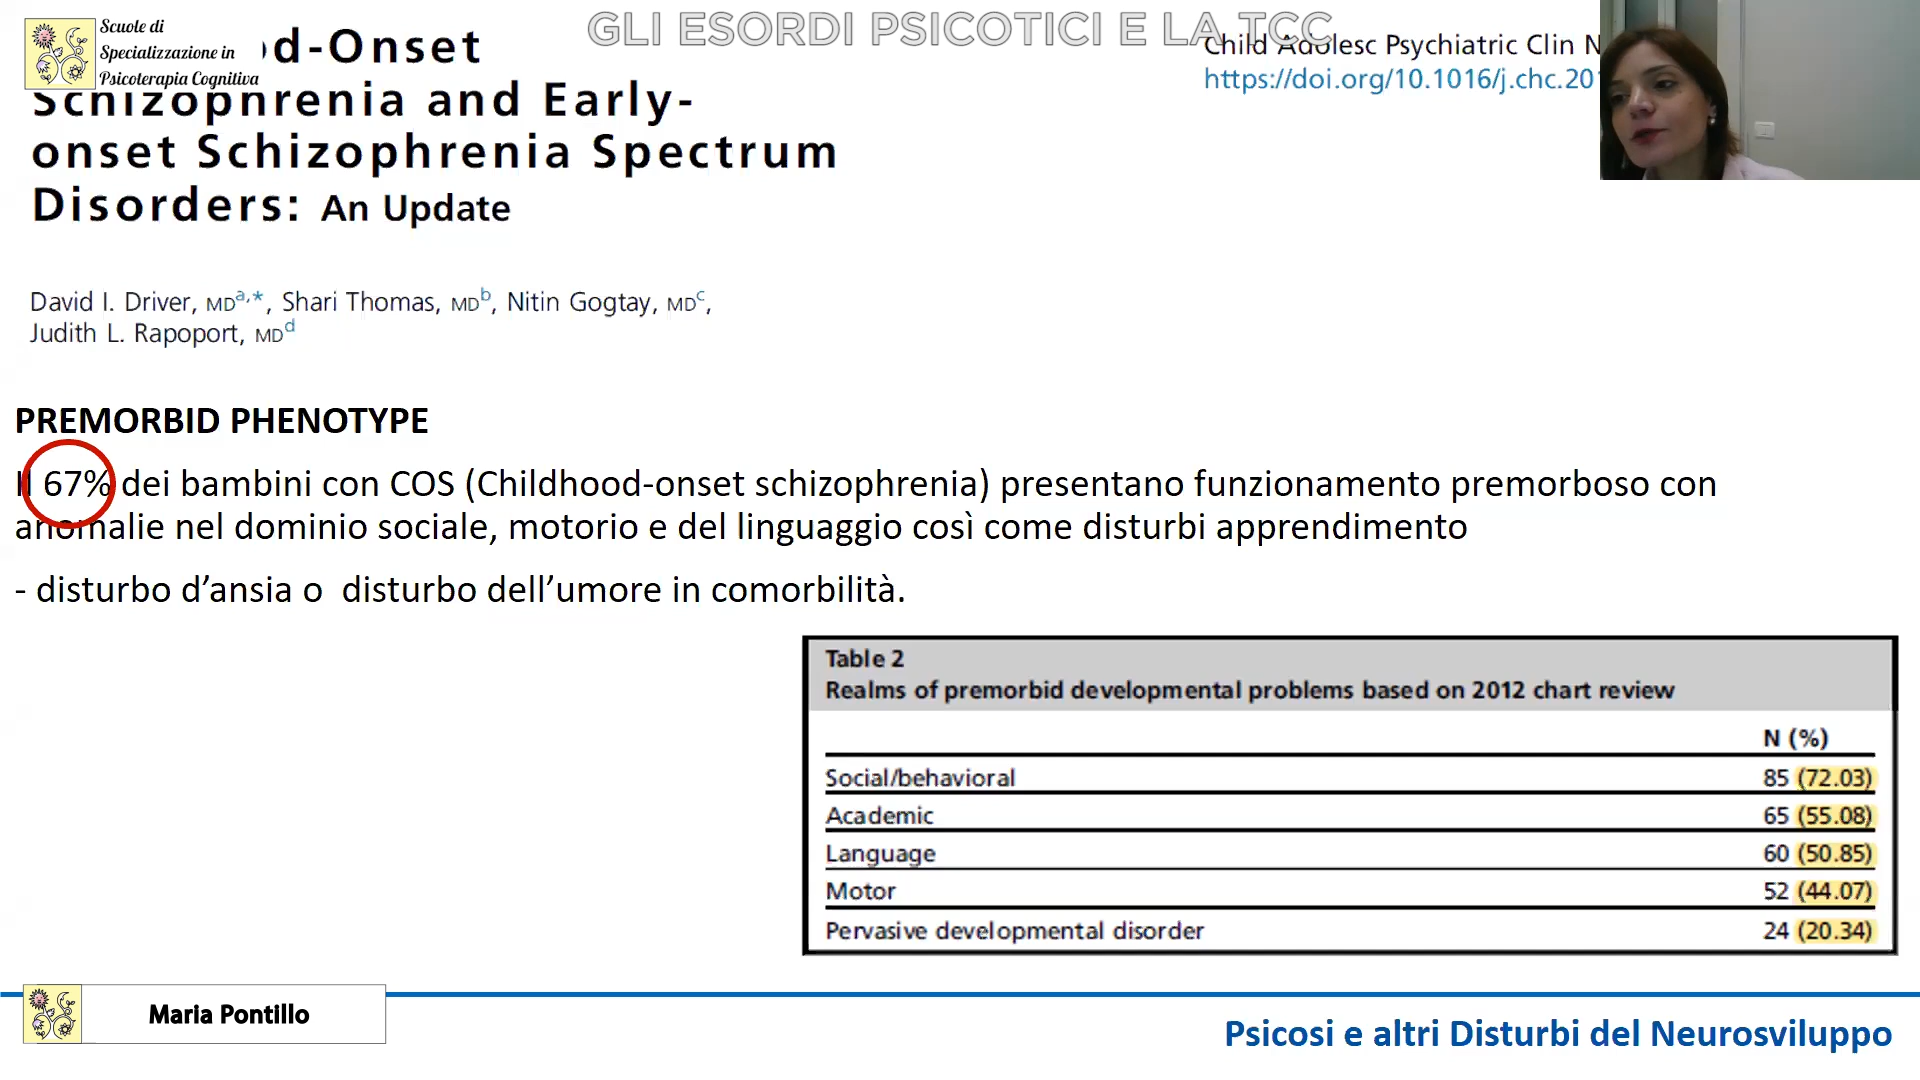 Scuole di
Specializzazione in
Psicoterapia Cognitiva
GLI ESORDI PSICOTICI E LA TCC
d-Onset
Schizophrenia and Early-
onset Schizophrenia Spectrum
Disorders: An Update
Child Adolesc Psychiatric Clin N
https://doi.org/10.1016/j.chc.20
David I. Driver, MDa,*, Shari Thomas, MDb, Nitin Gogtay, MDc,
Judith L. Rapoport, MDd
PREMORBID PHENOTYPE
Il 67% dei bambini con COS (Childhood-onset schizophrenia) presentano funzionamento premorboso con
anomalie nel dominio sociale, motorio e del linguaggio così come disturbi apprendimento
- disturbo d’ansia o disturbo dell’umore in comorbilità.
Table 2
Realms of premorbid developmental problems based on 2012 chart review
N (%)
Social/behavioral 85 (72.03)
Academic 65 (55.08)
Language 60 (50.85)
Motor 52 (44.07)
Pervasive developmental disorder 24 (20.34)
Maria Pontillo
Psicosi e altri Disturbi del Neurosviluppo